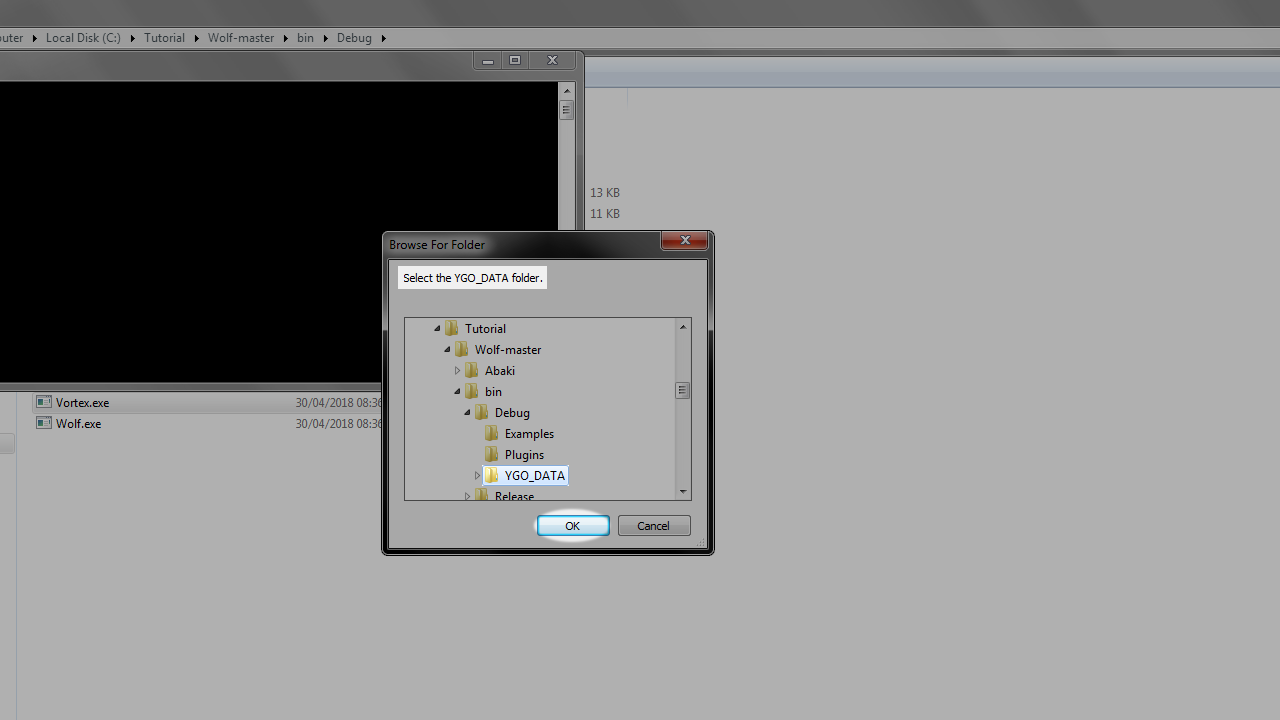 uter Local Disk (C:) Tutorial Wolf-master bin Debug
13 KB
11 KB
Browse For Folder
Select the YGO_DATA folder.
Tutorial
Wolf-master
Abaki
bin
Debug
Examples
Plugins
YGO_DATA
Release
OK Cancel
Vortex.exe 30/04/2018 08:36
Wolf.exe 30/04/2018 08:36